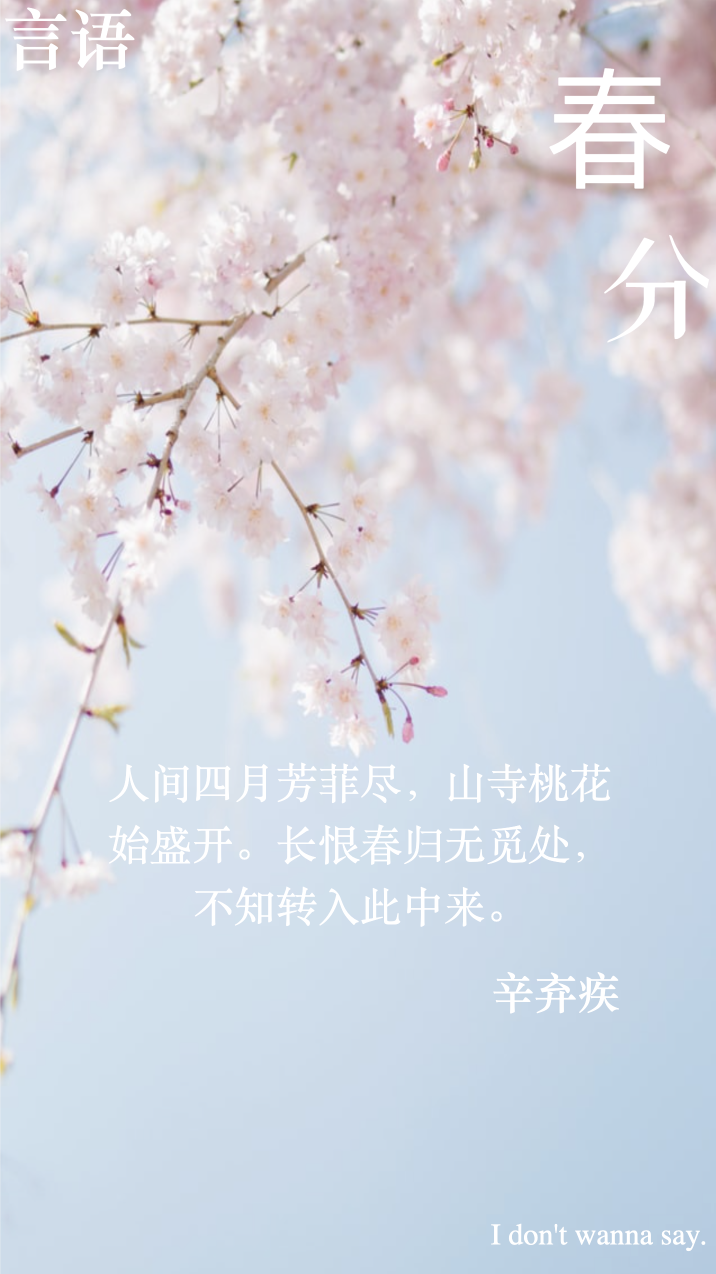 言语
春
分
人间四月芳菲尽，山寺桃花
始盛开。长恨春归无觅处，
不知转入此中来。
辛弃疾
I don't wanna say.